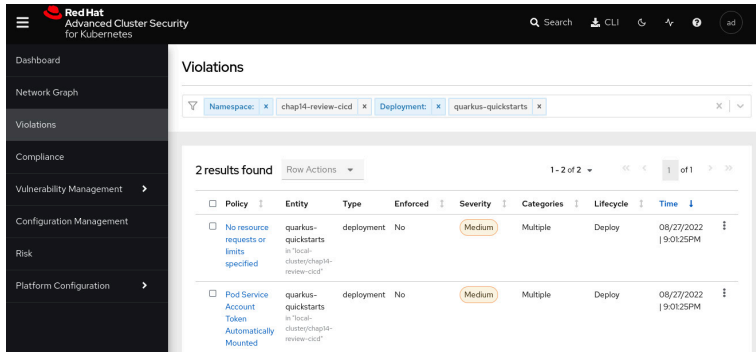 Red Hat
Advanced Cluster Security
for Kubernetes
Search
CLI
ad
Dashboard
Network Graph
Violations
Compliance
Vulnerability Management
Configuration Management
Risk
Platform Configuration
Violations
Namespace: x chap14-review-cicd x Deployment: x quarkus-quickstarts x
2 results found Row Actions 1 - 2 of 2 1 of 1
Policy Entity Type Enforced Severity Categories Lifecycle Time
No resource requests or limits specified
quarkus-quickstarts
in "local-cluster/chap14-review-cicd"
deployment No Medium Multiple Deploy 08/27/2022 | 9:01:25PM
Pod Service Account Token Automatically Mounted
quarkus-quickstarts
in "local-cluster/chap14-review-cicd"
deployment No Medium Multiple Deploy 08/27/2022 | 9:01:25PM